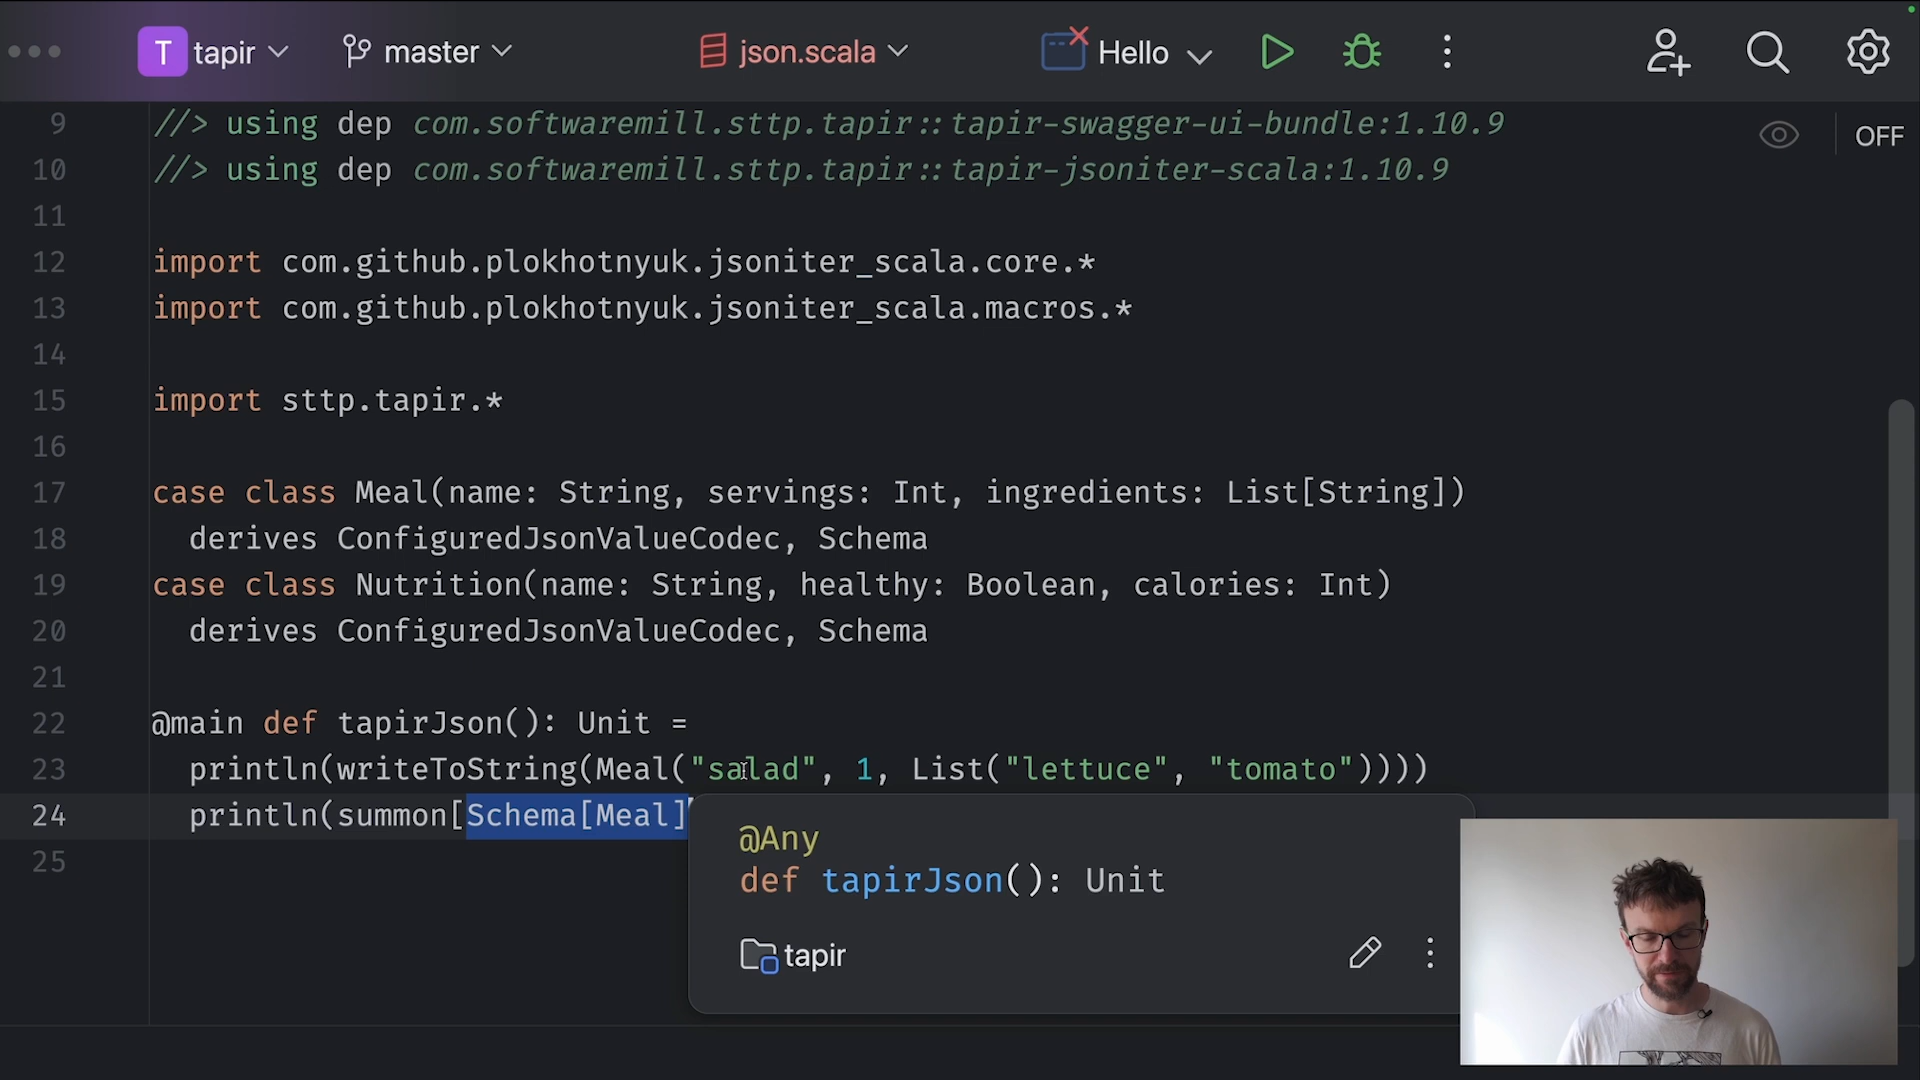 T tapir master json.scala Hello
9 //> using dep com.softwaremill.sttp.tapir::tapir-swagger-ui-bundle:1.10.9
OFF
10 //> using dep com.softwaremill.sttp.tapir::tapir-jsoniter-scala:1.10.9
11
12 import com.github.plokhotnyuk.jsoniter_scala.core.*
13 import com.github.plokhotnyuk.jsoniter_scala.macros.*
14
15 import sttp.tapir.*
16
17 case class Meal(name: String, servings: Int, ingredients: List[String])
18 derives ConfiguredJsonValueCodec, Schema
19 case class Nutrition(name: String, healthy: Boolean, calories: Int)
20 derives ConfiguredJsonValueCodec, Schema
21
22 @main def tapirJson(): Unit =
23 println(writeToString(Meal("salad", 1, List("lettuce", "tomato"))))
24 println(summon[Schema[Meal]
25
@Any
def tapirJson(): Unit
tapir